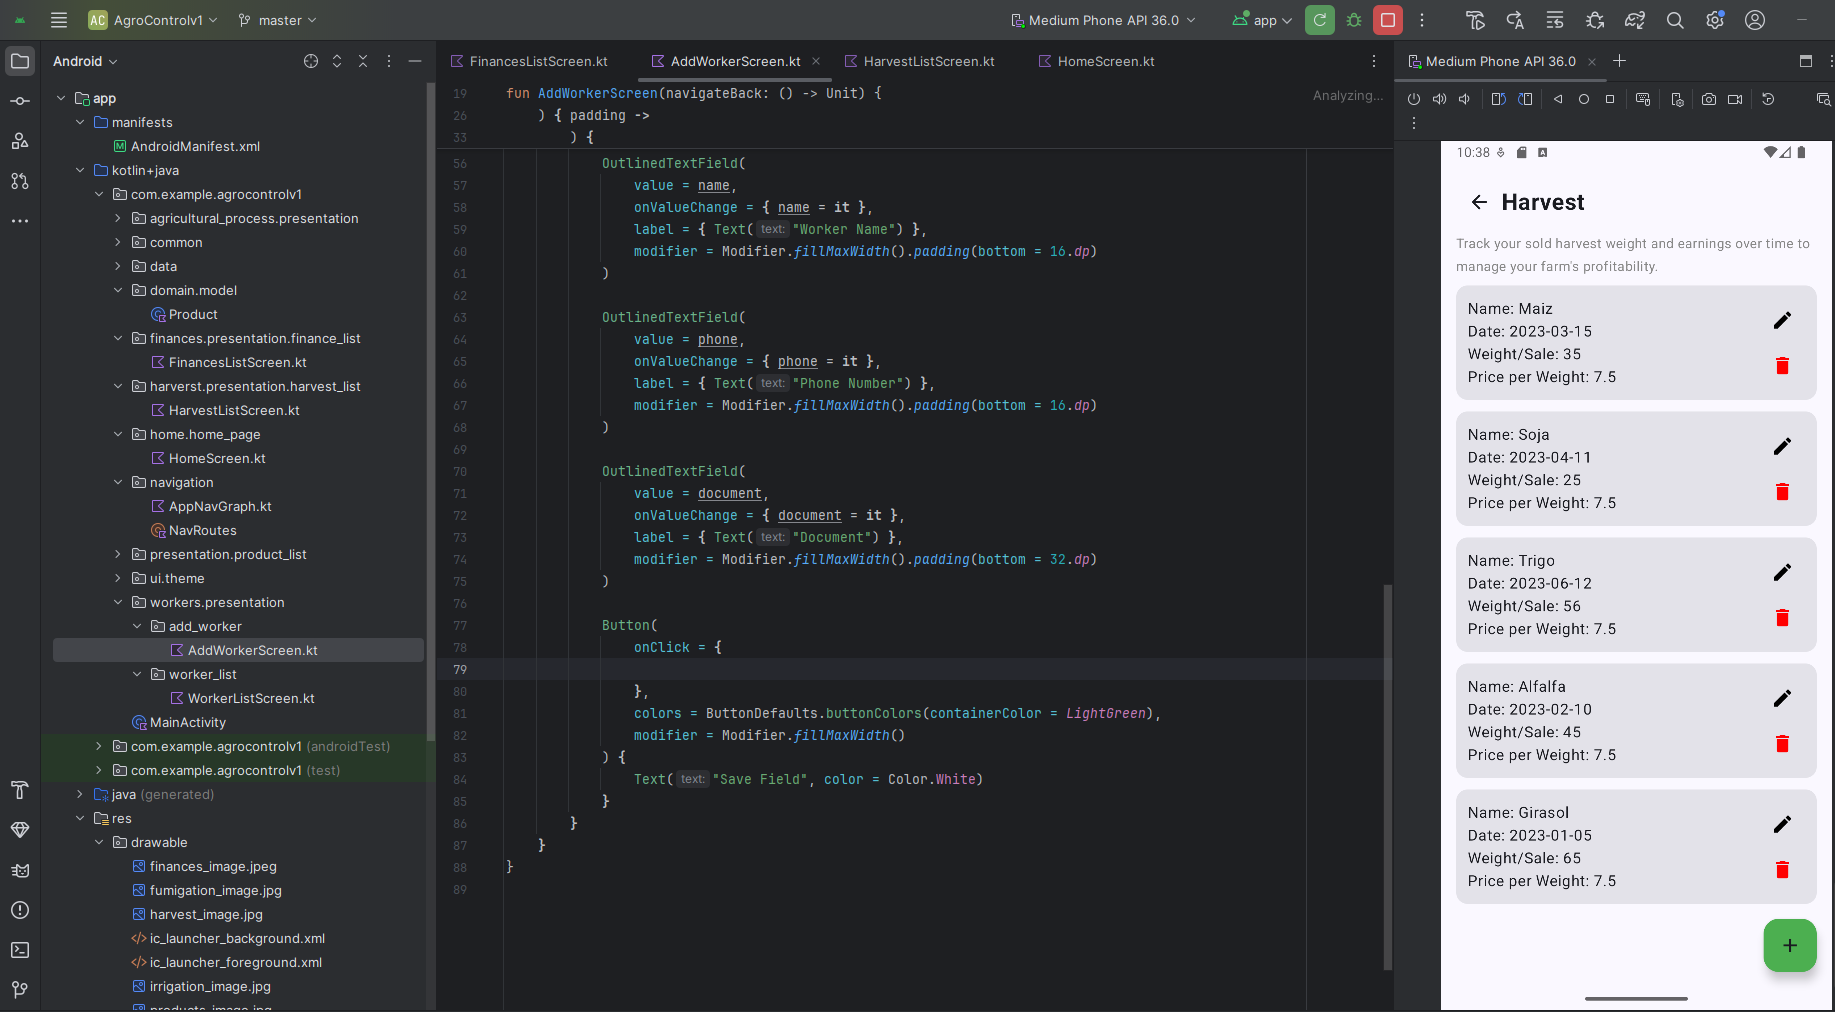 AC AgroControlv1
master
Medium Phone API 36.0
app
Android
app
manifests
M AndroidManifest.xml
kotlin+java
com.example.agrocontrolv1
agricultural_process.presentation
common
data
domain.model
Product
finances.presentation.finance_list
FinancesListScreen.kt
harverst.presentation.harvest_list
HarvestListScreen.kt
home.home_page
HomeScreen.kt
navigation
AppNavGraph.kt
NavRoutes
presentation.product_list
ui.theme
workers.presentation
add_worker
AddWorkerScreen.kt
worker_list
WorkerListScreen.kt
MainActivity
com.example.agrocontrolv1 (androidTest)
com.example.agrocontrolv1 (test)
java (generated)
res
drawable
finances_image.jpeg
fumigation_image.jpg
harvest_image.jpg
</> ic_launcher_background.xml
</> ic_launcher_foreground.xml
irrigation_image.jpg
products_image.jpg
FinancesListScreen.kt
AddWorkerScreen.kt
HarvestListScreen.kt
HomeScreen.kt
Analyzing...
19 fun AddWorkerScreen(navigateBack: () -> Unit) {
26 ) { padding ->
33 ) {
56 OutlinedTextField(
57 value = name,
58 onValueChange = { name = it },
59 label = { Text( text: "Worker Name") },
60 modifier = Modifier.fillMaxWidth().padding(bottom = 16.dp)
61 )
62
63 OutlinedTextField(
64 value = phone,
65 onValueChange = { phone = it },
66 label = { Text( text: "Phone Number") },
67 modifier = Modifier.fillMaxWidth().padding(bottom = 16.dp)
68 )
69
70 OutlinedTextField(
71 value = document,
72 onValueChange = { document = it },
73 label = { Text( text: "Document") },
74 modifier = Modifier.fillMaxWidth().padding(bottom = 32.dp)
75 )
76
77 Button(
78 onClick = {
79
80 },
81 colors = ButtonDefaults.buttonColors(containerColor = LightGreen),
82 modifier = Modifier.fillMaxWidth()
83 ) {
84 Text( text: "Save Field", color = Color.White)
85 }
86 }
87 }
88 }
89
Medium Phone API 36.0
10:38
Harvest
Track your sold harvest weight and earnings over time to
manage your farm's profitability.
Name: Maiz
Date: 2023-03-15
Weight/Sale: 35
Price per Weight: 7.5
Name: Soja
Date: 2023-04-11
Weight/Sale: 25
Price per Weight: 7.5
Name: Trigo
Date: 2023-06-12
Weight/Sale: 56
Price per Weight: 7.5
Name: Alfalfa
Date: 2023-02-10
Weight/Sale: 45
Price per Weight: 7.5
Name: Girasol
Date: 2023-01-05
Weight/Sale: 65
Price per Weight: 7.5